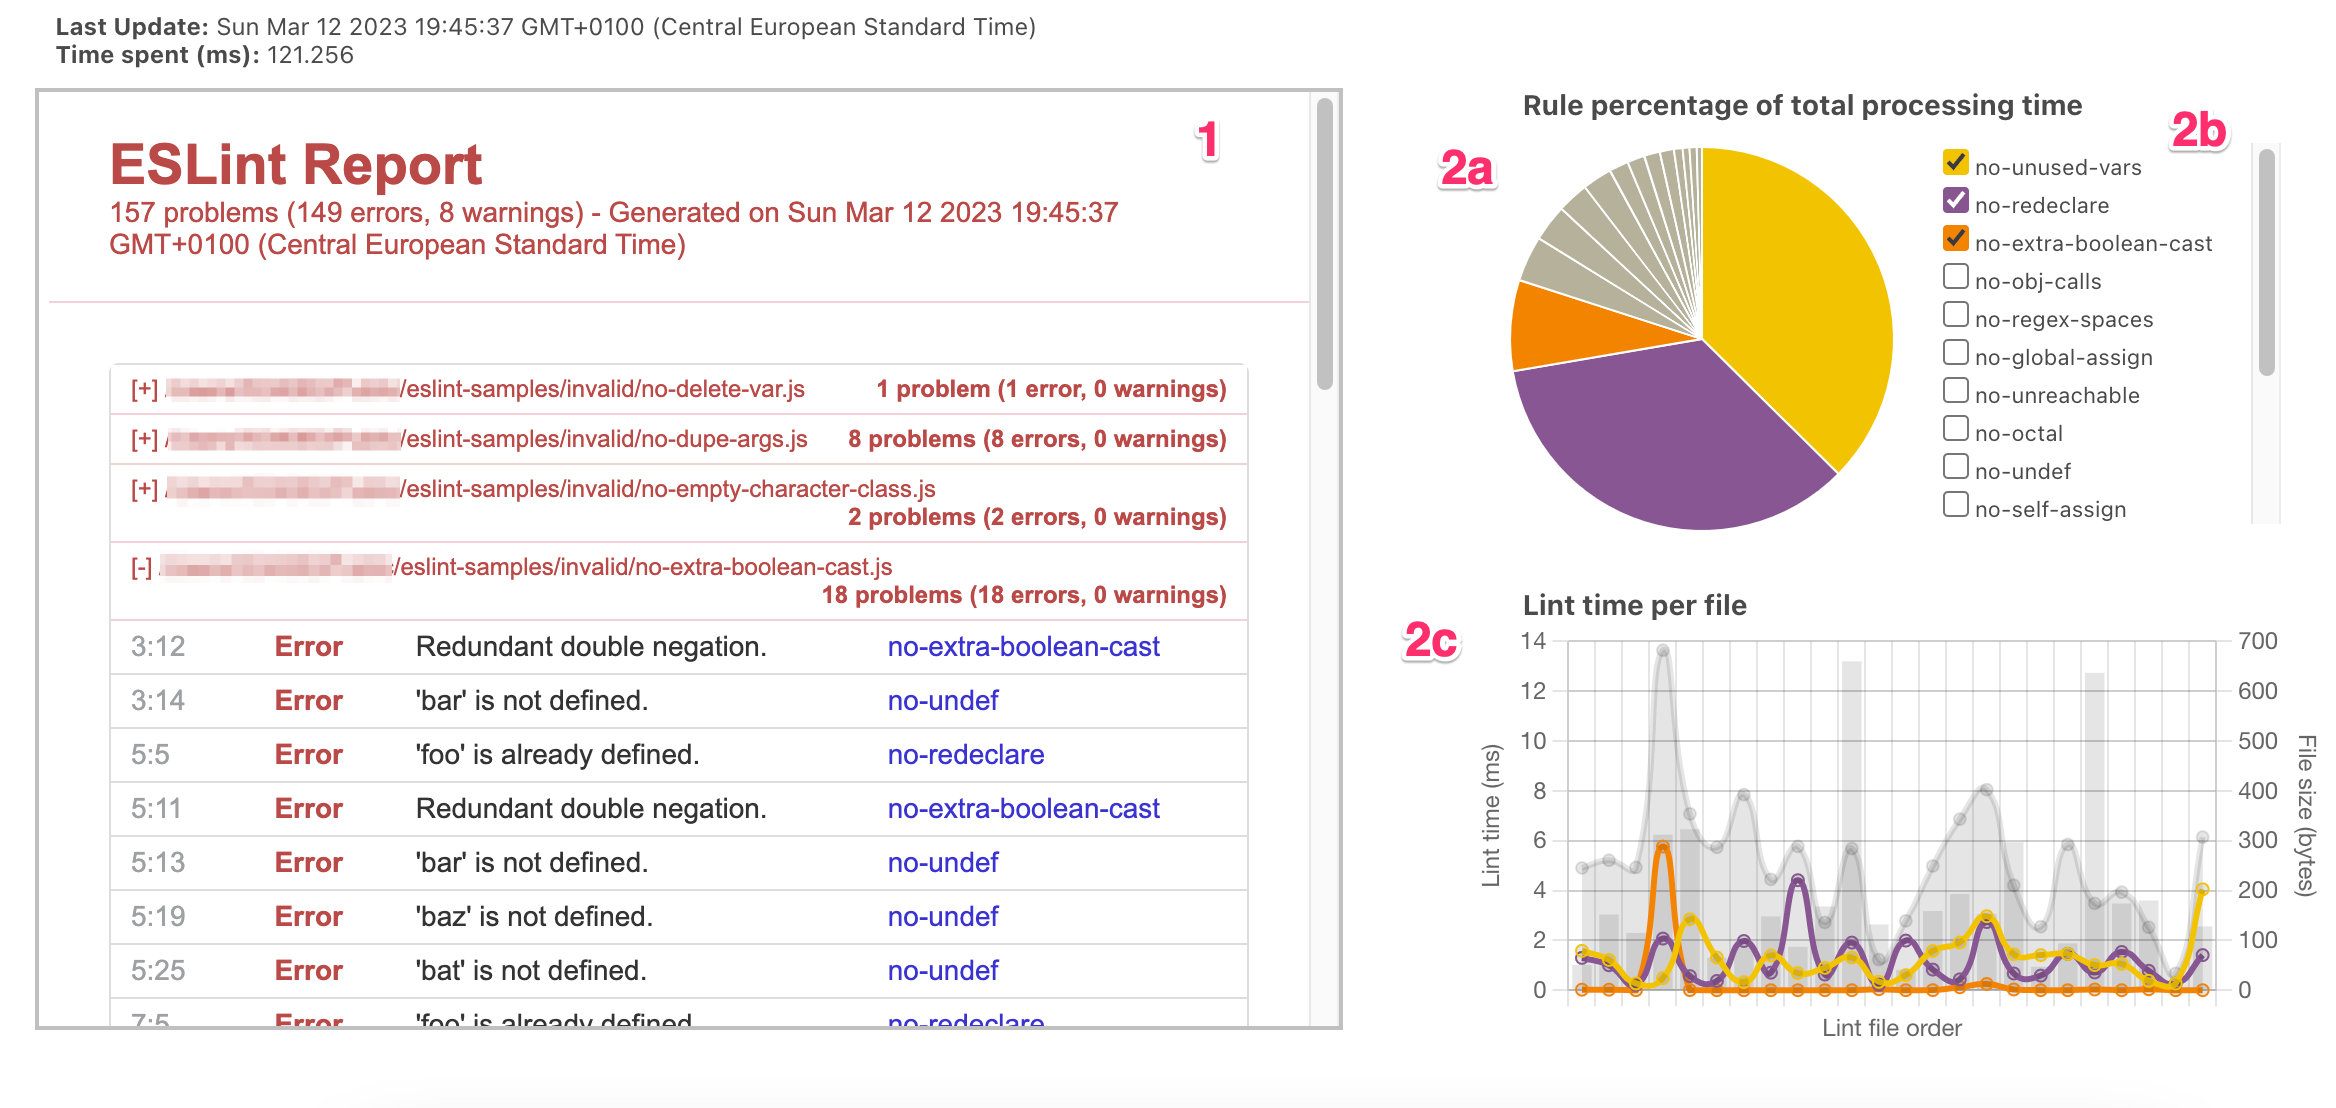 Last Update: Sun Mar 12 2023 19:45:37 GMT+0100 (Central European Standard Time)
Time spent (ms): 121.256
1
ESLint Report
157 problems (149 errors, 8 warnings) - Generated on Sun Mar 12 2023 19:45:37
GMT+0100 (Central European Standard Time)
[+] /eslint-samples/invalid/no-delete-var.js 1 problem (1 error, 0 warnings)
[+] /eslint-samples/invalid/no-dupe-args.js 8 problems (8 errors, 0 warnings)
[+] /eslint-samples/invalid/no-empty-character-class.js
2 problems (2 errors, 0 warnings)
[-] /eslint-samples/invalid/no-extra-boolean-cast.js
18 problems (18 errors, 0 warnings)
3:12 Error Redundant double negation. no-extra-boolean-cast
3:14 Error 'bar' is not defined. no-undef
5:5 Error 'foo' is already defined. no-redeclare
5:11 Error Redundant double negation. no-extra-boolean-cast
5:13 Error 'bar' is not defined. no-undef
5:19 Error 'baz' is not defined. no-undef
5:25 Error 'bat' is not defined. no-undef
7:5 Error 'foo' is already defined. no-redeclare
Rule percentage of total processing time
2a
2b
no-unused-vars
no-redeclare
no-extra-boolean-cast
no-obj-calls
no-regex-spaces
no-global-assign
no-unreachable
no-octal
no-undef
no-self-assign
Lint time per file
2c
14
12
10
8
6
4
2
0
Lint time (ms)
700
600
500
400
300
200
100
0
File size (bytes)
Lint file order